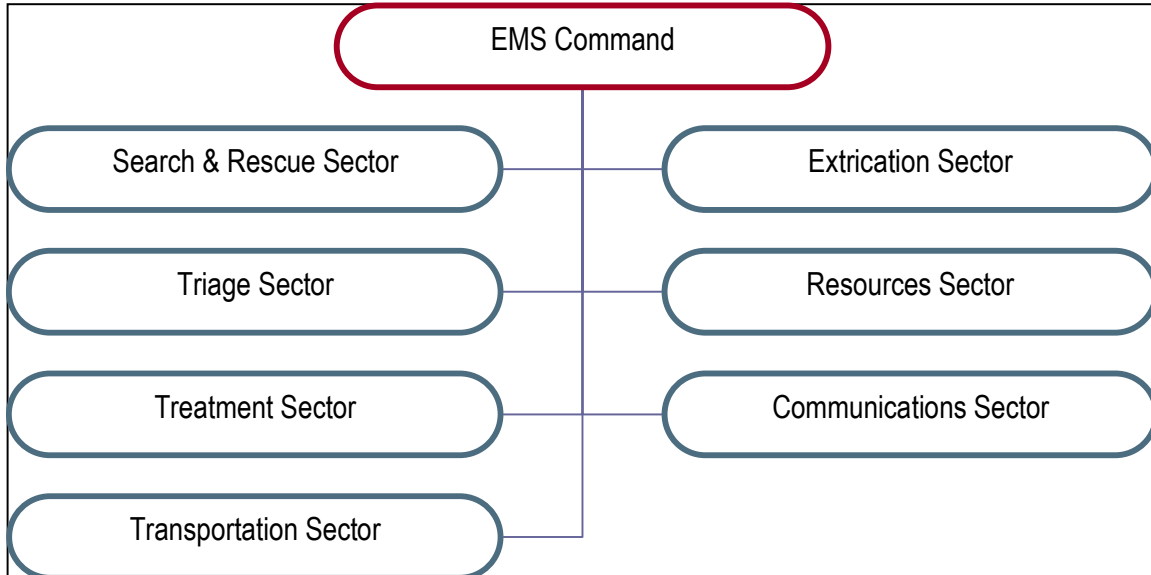 EMS Command
Search & Rescue Sector
Extrication Sector
Triage Sector
Resources Sector
Treatment Sector
Communications Sector
Transportation Sector